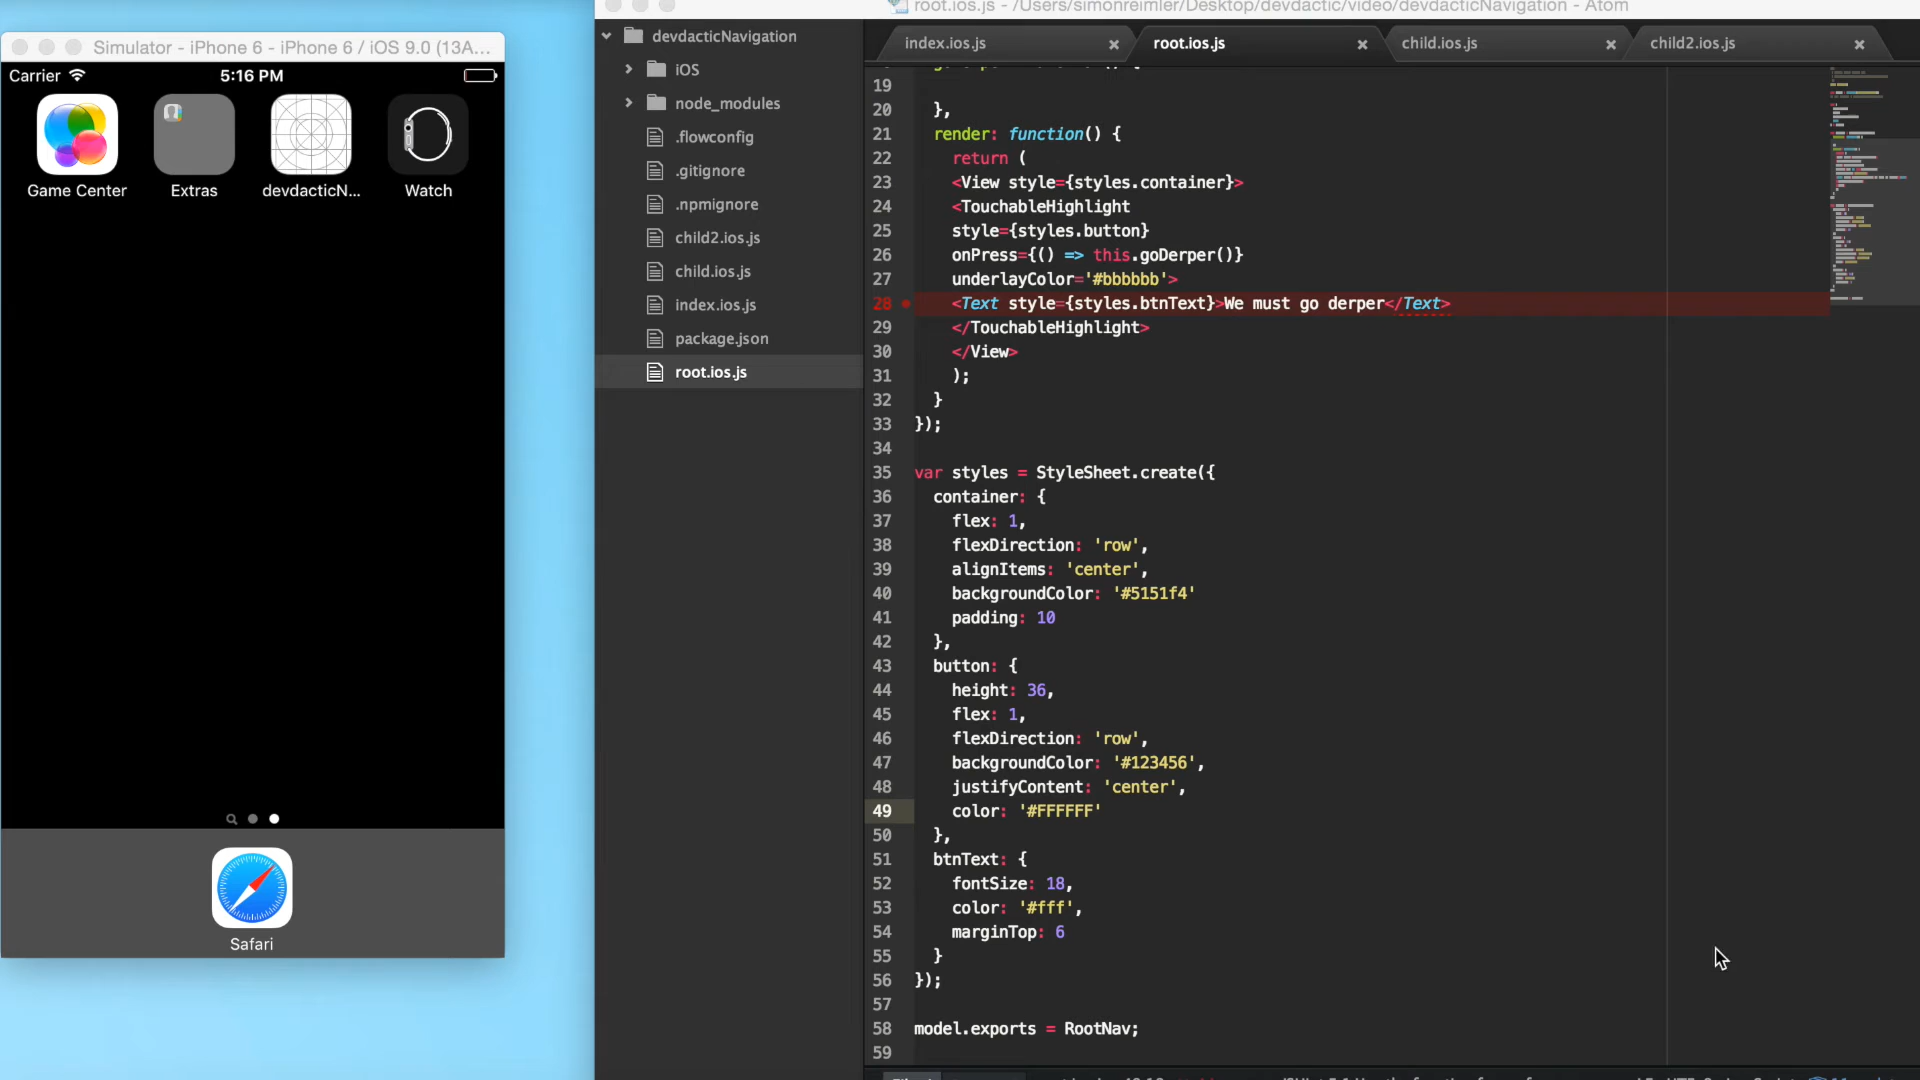 root.ios.js - /Users/simonreimler/Desktop/devdactic/video/devdacticNavigation - Atom
Simulator - iPhone 6 - iPhone 6 / iOS 9.0 (13A...
Carrier
5:16 PM
Game Center
Extras
devdacticN...
Watch
Safari
devdacticNavigation
iOS
node_modules
.flowconfig
.gitignore
.npmignore
child2.ios.js
child.ios.js
index.ios.js
package.json
root.ios.js
index.ios.js
root.ios.js
child.ios.js
child2.ios.js
19
20 },
21 render: function() {
22 return (
23 <View style={styles.container}>
24 <TouchableHighlight
25 style={styles.button}
26 onPress={() => this.goDerper()}
27 underlayColor='#bbbbbb'>
28 <Text style={styles.btnText}>We must go derper</Text>
29 </TouchableHighlight>
30 </View>
31 );
32 }
33 });
34
35 var styles = StyleSheet.create({
36 container: {
37 flex: 1,
38 flexDirection: 'row',
39 alignItems: 'center',
40 backgroundColor: '#5151f4'
41 padding: 10
42 },
43 button: {
44 height: 36,
45 flex: 1,
46 flexDirection: 'row',
47 backgroundColor: '#123456',
48 justifyContent: 'center',
49 color: '#FFFFFF'
50 },
51 btnText: {
52 fontSize: 18,
53 color: '#fff',
54 marginTop: 6
55 }
56 });
57
58 model.exports = RootNav;
59